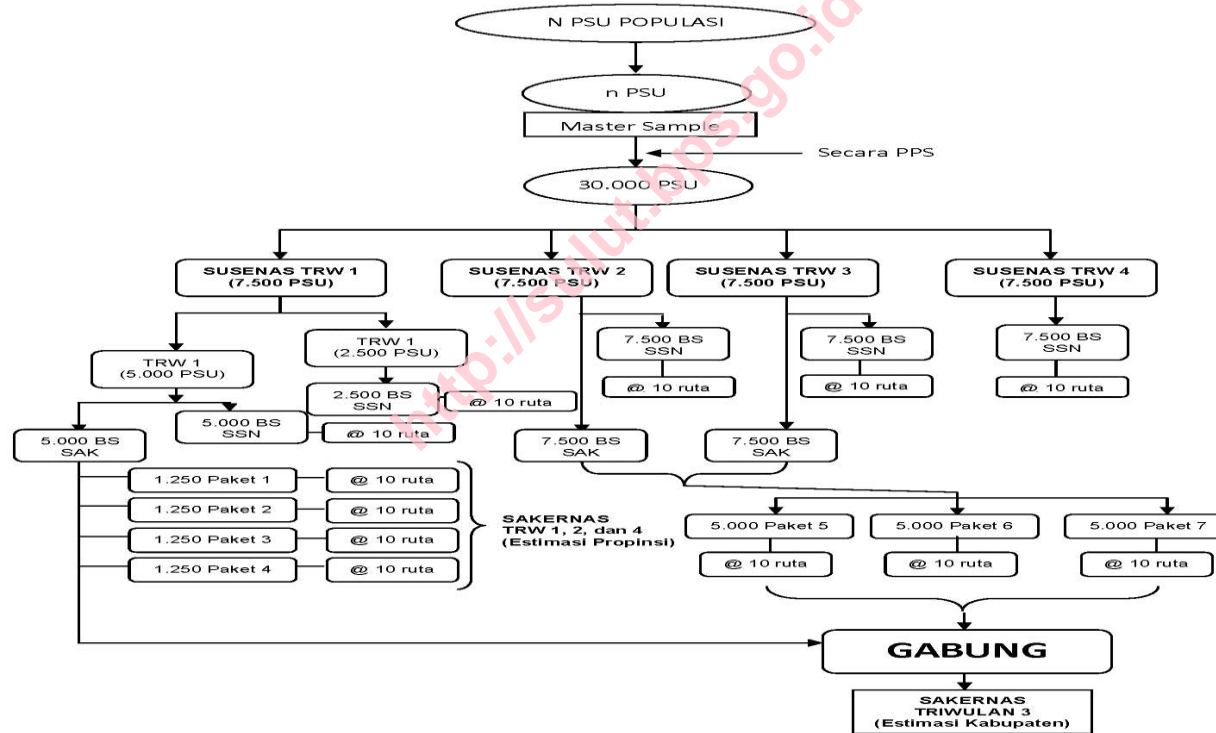 N PSU POPULASI
n PSU
Master Sample
Secara PPS
30.000 PSU
SUSENAS TRW 1
(7.500 PSU)
SUSENAS TRW 2
(7.500 PSU)
SUSENAS TRW 3
(7.500 PSU)
SUSENAS TRW 4
(7.500 PSU)
TRW 1
(5.000 PSU)
TRW 1
(2.500 PSU)
7.500 BS
SSN
@ 10 ruta
7.500 BS
SSN
@ 10 ruta
7.500 BS
SSN
@ 10 ruta
2.500 BS
SSN
@ 10 ruta
5.000 BS
SSN
@ 10 ruta
5.000 BS
SAK
7.500 BS
SAK
7.500 BS
SAK
1.250 Paket 1
@ 10 ruta
1.250 Paket 2
@ 10 ruta
1.250 Paket 3
@ 10 ruta
1.250 Paket 4
@ 10 ruta
SAKERNAS
TRW 1, 2, dan 4
(Estimasi Propinsi)
5.000 Paket 5
5.000 Paket 6
5.000 Paket 7
@ 10 ruta
@ 10 ruta
@ 10 ruta
GABUNG
SAKERNAS
TRIWULAN 3
(Estimasi Kabupaten)
http://sulut.bps.go.id